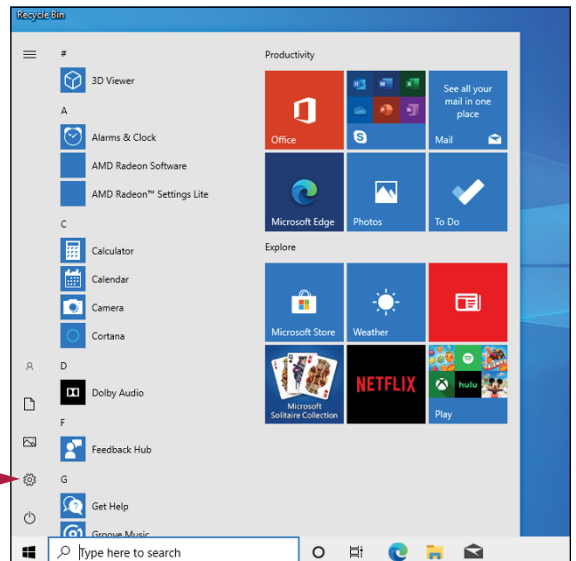 Recycle Bin
#
3D Viewer
A
Alarms & Clock
AMD Radeon Software
AMD Radeon™ Settings Lite
C
Calculator
Calendar
Camera
Cortana
D
Dolby Audio
F
Feedback Hub
G
Get Help
Groove Music
Productivity
Office
See all your
mail in one
place
Mail
Microsoft Edge
Photos
To Do
Explore
Microsoft Store
Weather
Microsoft
Solitaire Collection
NETFLIX
hulu
Play
Type here to search